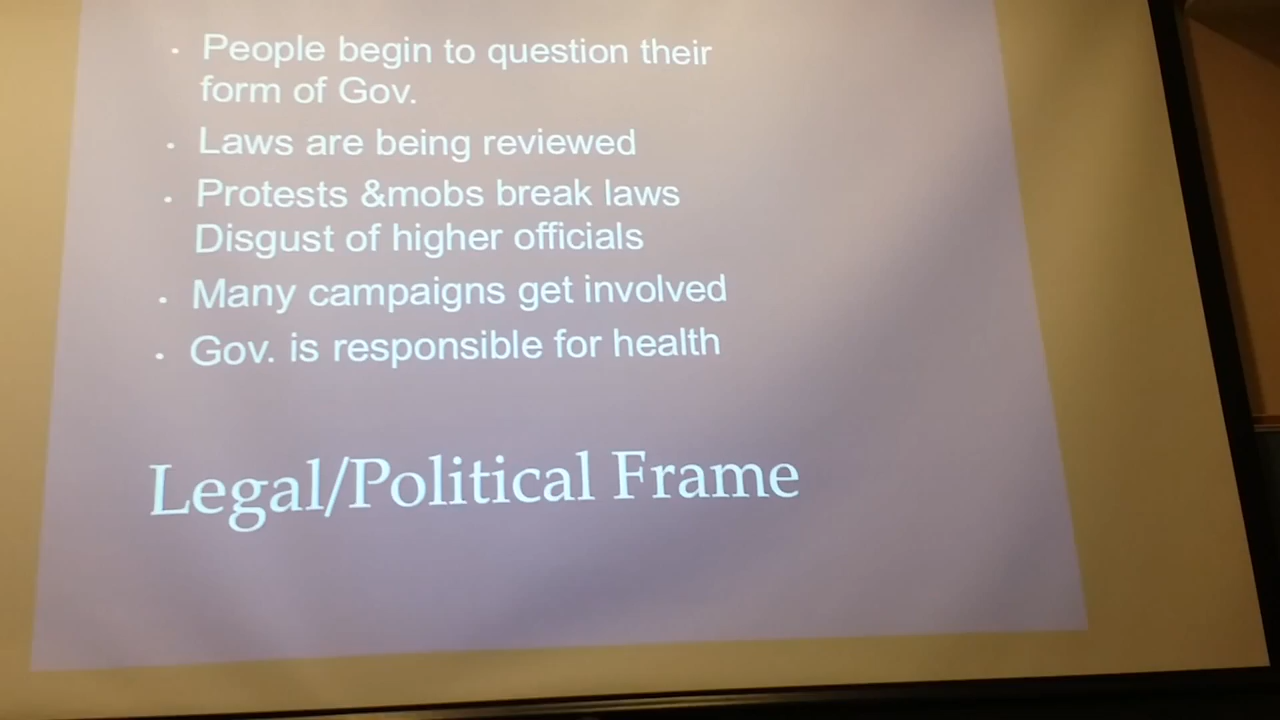 · People begin to question their
form of Gov.
· Laws are being reviewed
· Protests &mobs break laws
Disgust of higher officials
· Many campaigns get involved
· Gov. is responsible for health
Legal/Political Frame